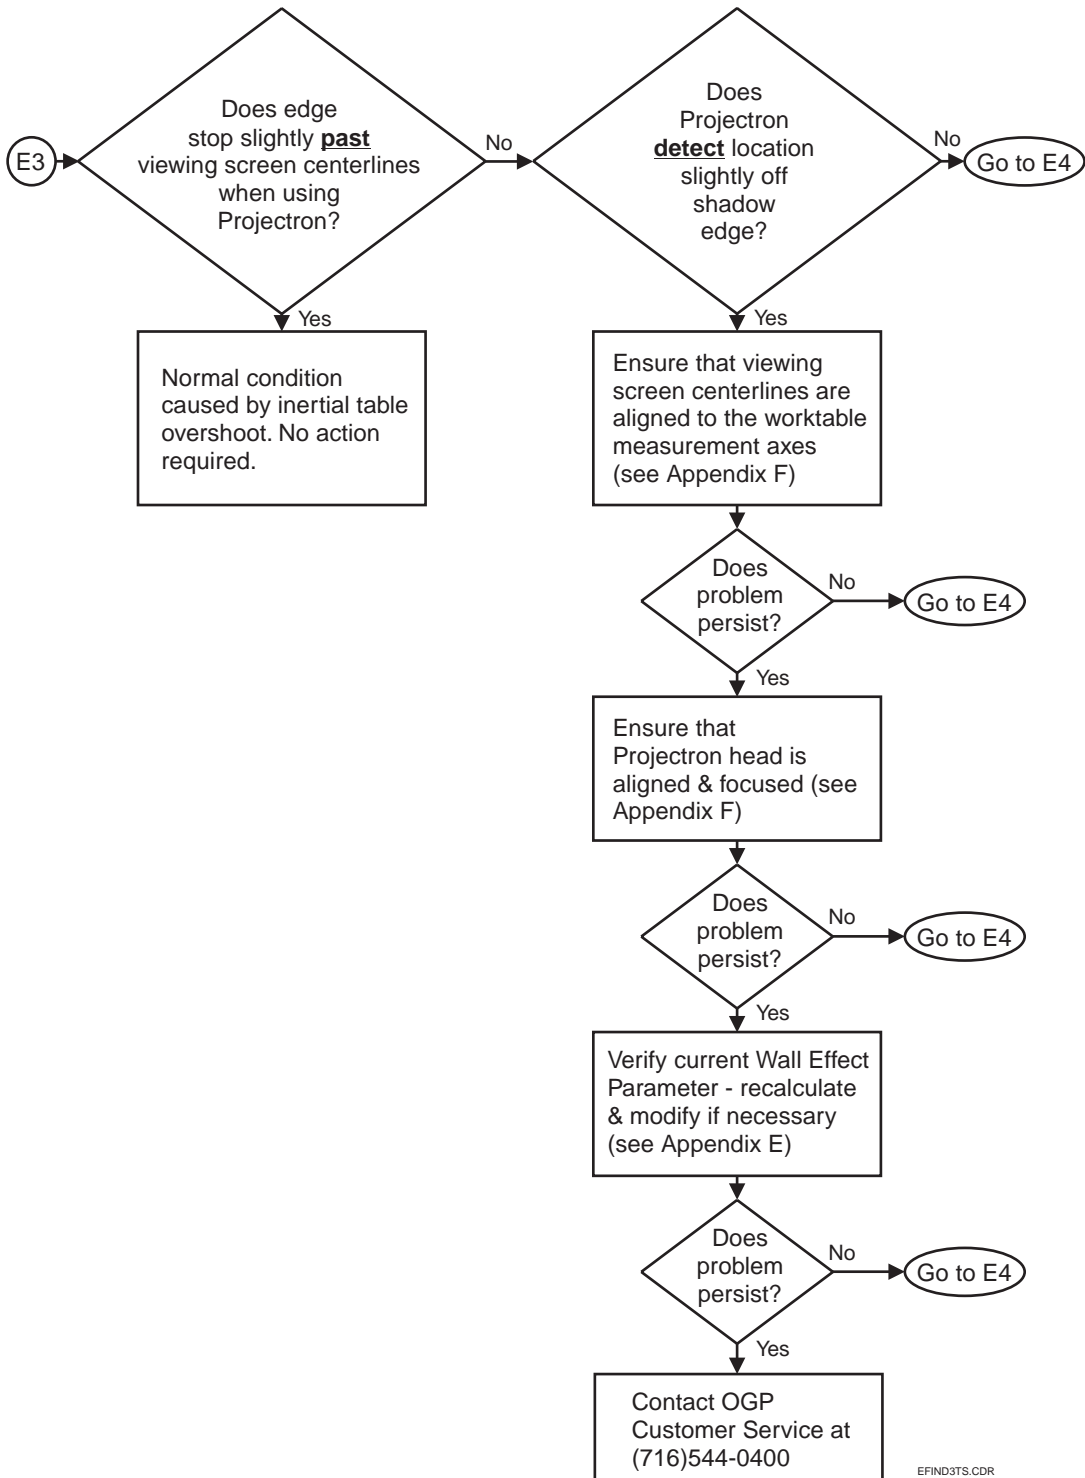 E3
Does edge
stop slightly past
viewing screen centerlines
when using
Projectron?
No
Does
Projectron
detect location
slightly off
shadow
edge?
No
Go to E4
Yes
Normal condition
caused by inertial table
overshoot. No action
required.
Yes
Ensure that viewing
screen centerlines are
aligned to the worktable
measurement axes
(see Appendix F)
Does
problem
persist?
No
Go to E4
Yes
Ensure that
Projectron head is
aligned & focused (see
Appendix F)
Does
problem
persist?
No
Go to E4
Yes
Verify current Wall Effect
Parameter - recalculate
& modify if necessary
(see Appendix E)
Does
problem
persist?
No
Go to E4
Yes
Contact OGP
Customer Service at
(716)544-0400
EFIND3TS.CDR